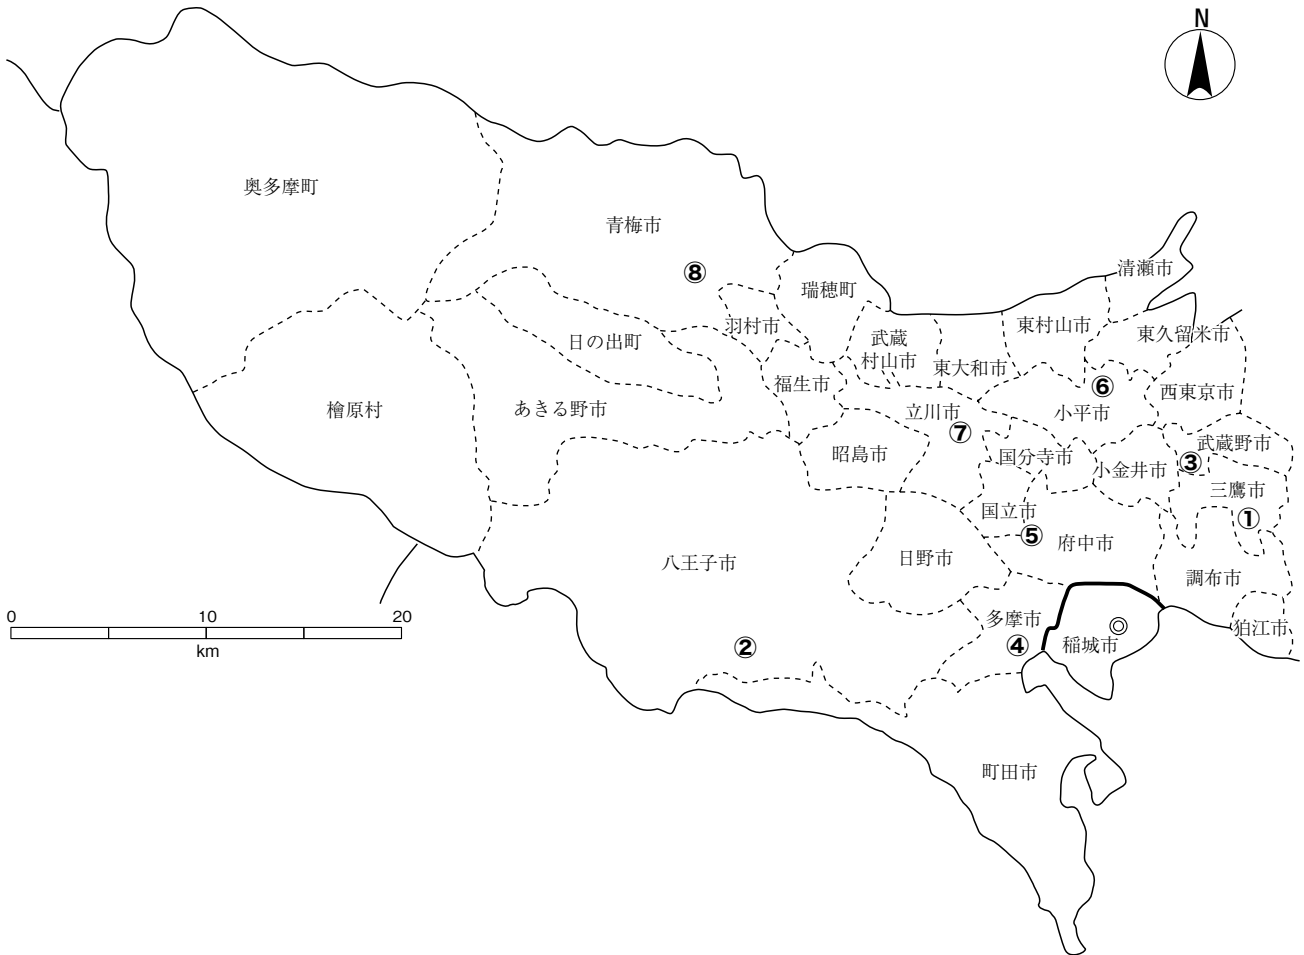 N
奥多摩町
青梅市
⑧
瑞穂町
清瀬市
羽村市
日の出町
武蔵
村山市
東村山市
東久留米市
東大和市
福生市
あきる野市
檜原村
⑥
西東京市
小平市
立川市
⑦
昭島市
国分寺市
小金井市
武蔵野市
③
三鷹市
①
国立市
⑤
府中市
八王子市
日野市
調布市
0 10 20
km
多摩市
②
④
◎
稲城市
狛江市
町田市